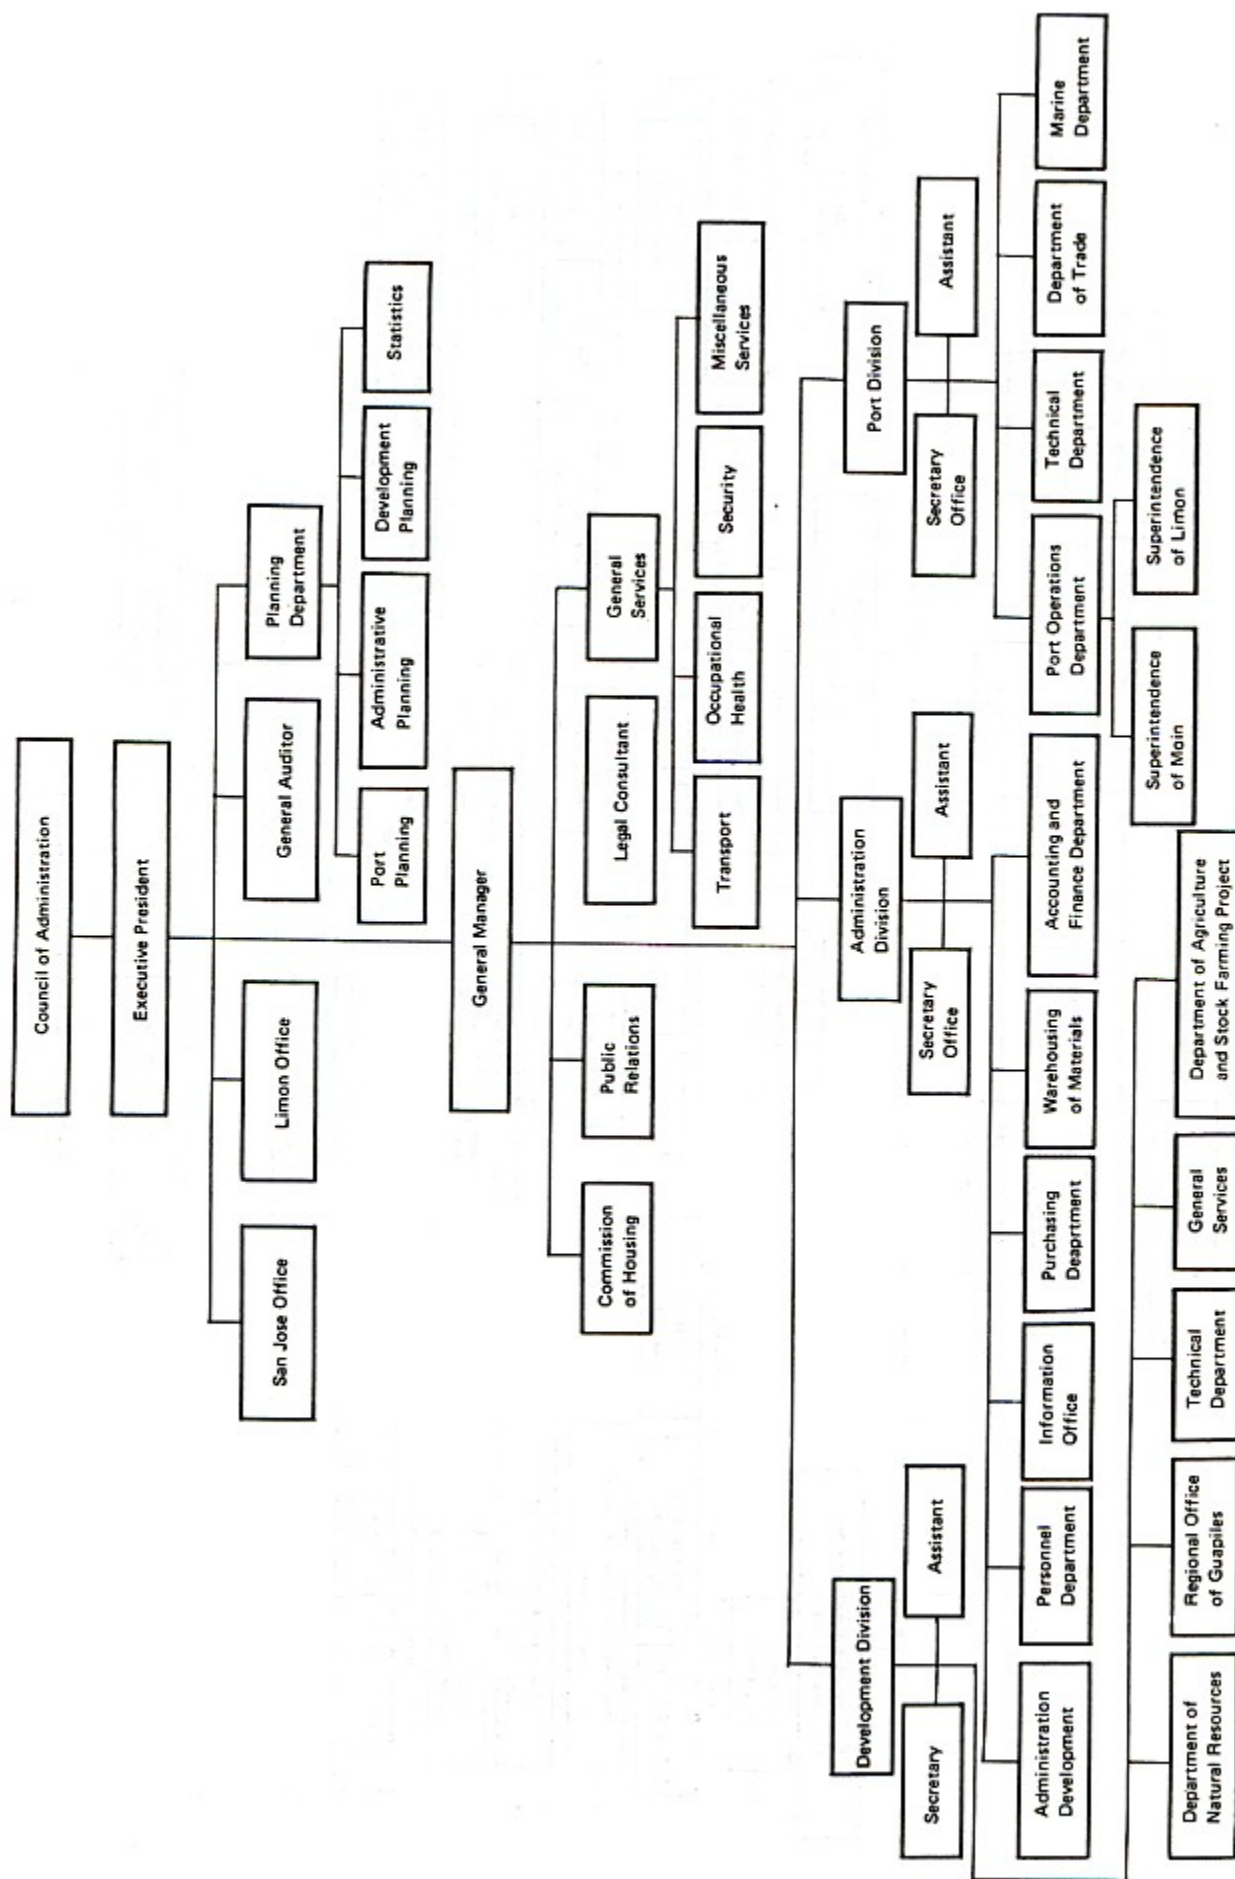 Council of Administration
Executive President
San Jose Office
Limon Office
General Auditor
Planning
Department
Port
Planning
Administrative
Planning
Development
Planning
Statistics
General Manager
Commission
of Housing
Public
Relations
Legal Consultant
General
Services
Transport
Occupational
Health
Security
Miscellaneous
Services
Development Division
Administration
Division
Port Division
Secretary
Assistant
Secretary
Office
Assistant
Secretary
Office
Assistant
Administration
Development
Personnel
Department
Information
Office
Purchasing
Deaprtment
Warehousing
of Materials
Accounting and
Finance Department
Port Operations
Department
Technical
Department
Department
of Trade
Marine
Department
Superintendence
of Moin
Superintendence
of Limon
Department of
Natural Resources
Regional Office
of Guapiles
Technical
Department
General
Services
Department of Agriculture
and Stock Farming Project